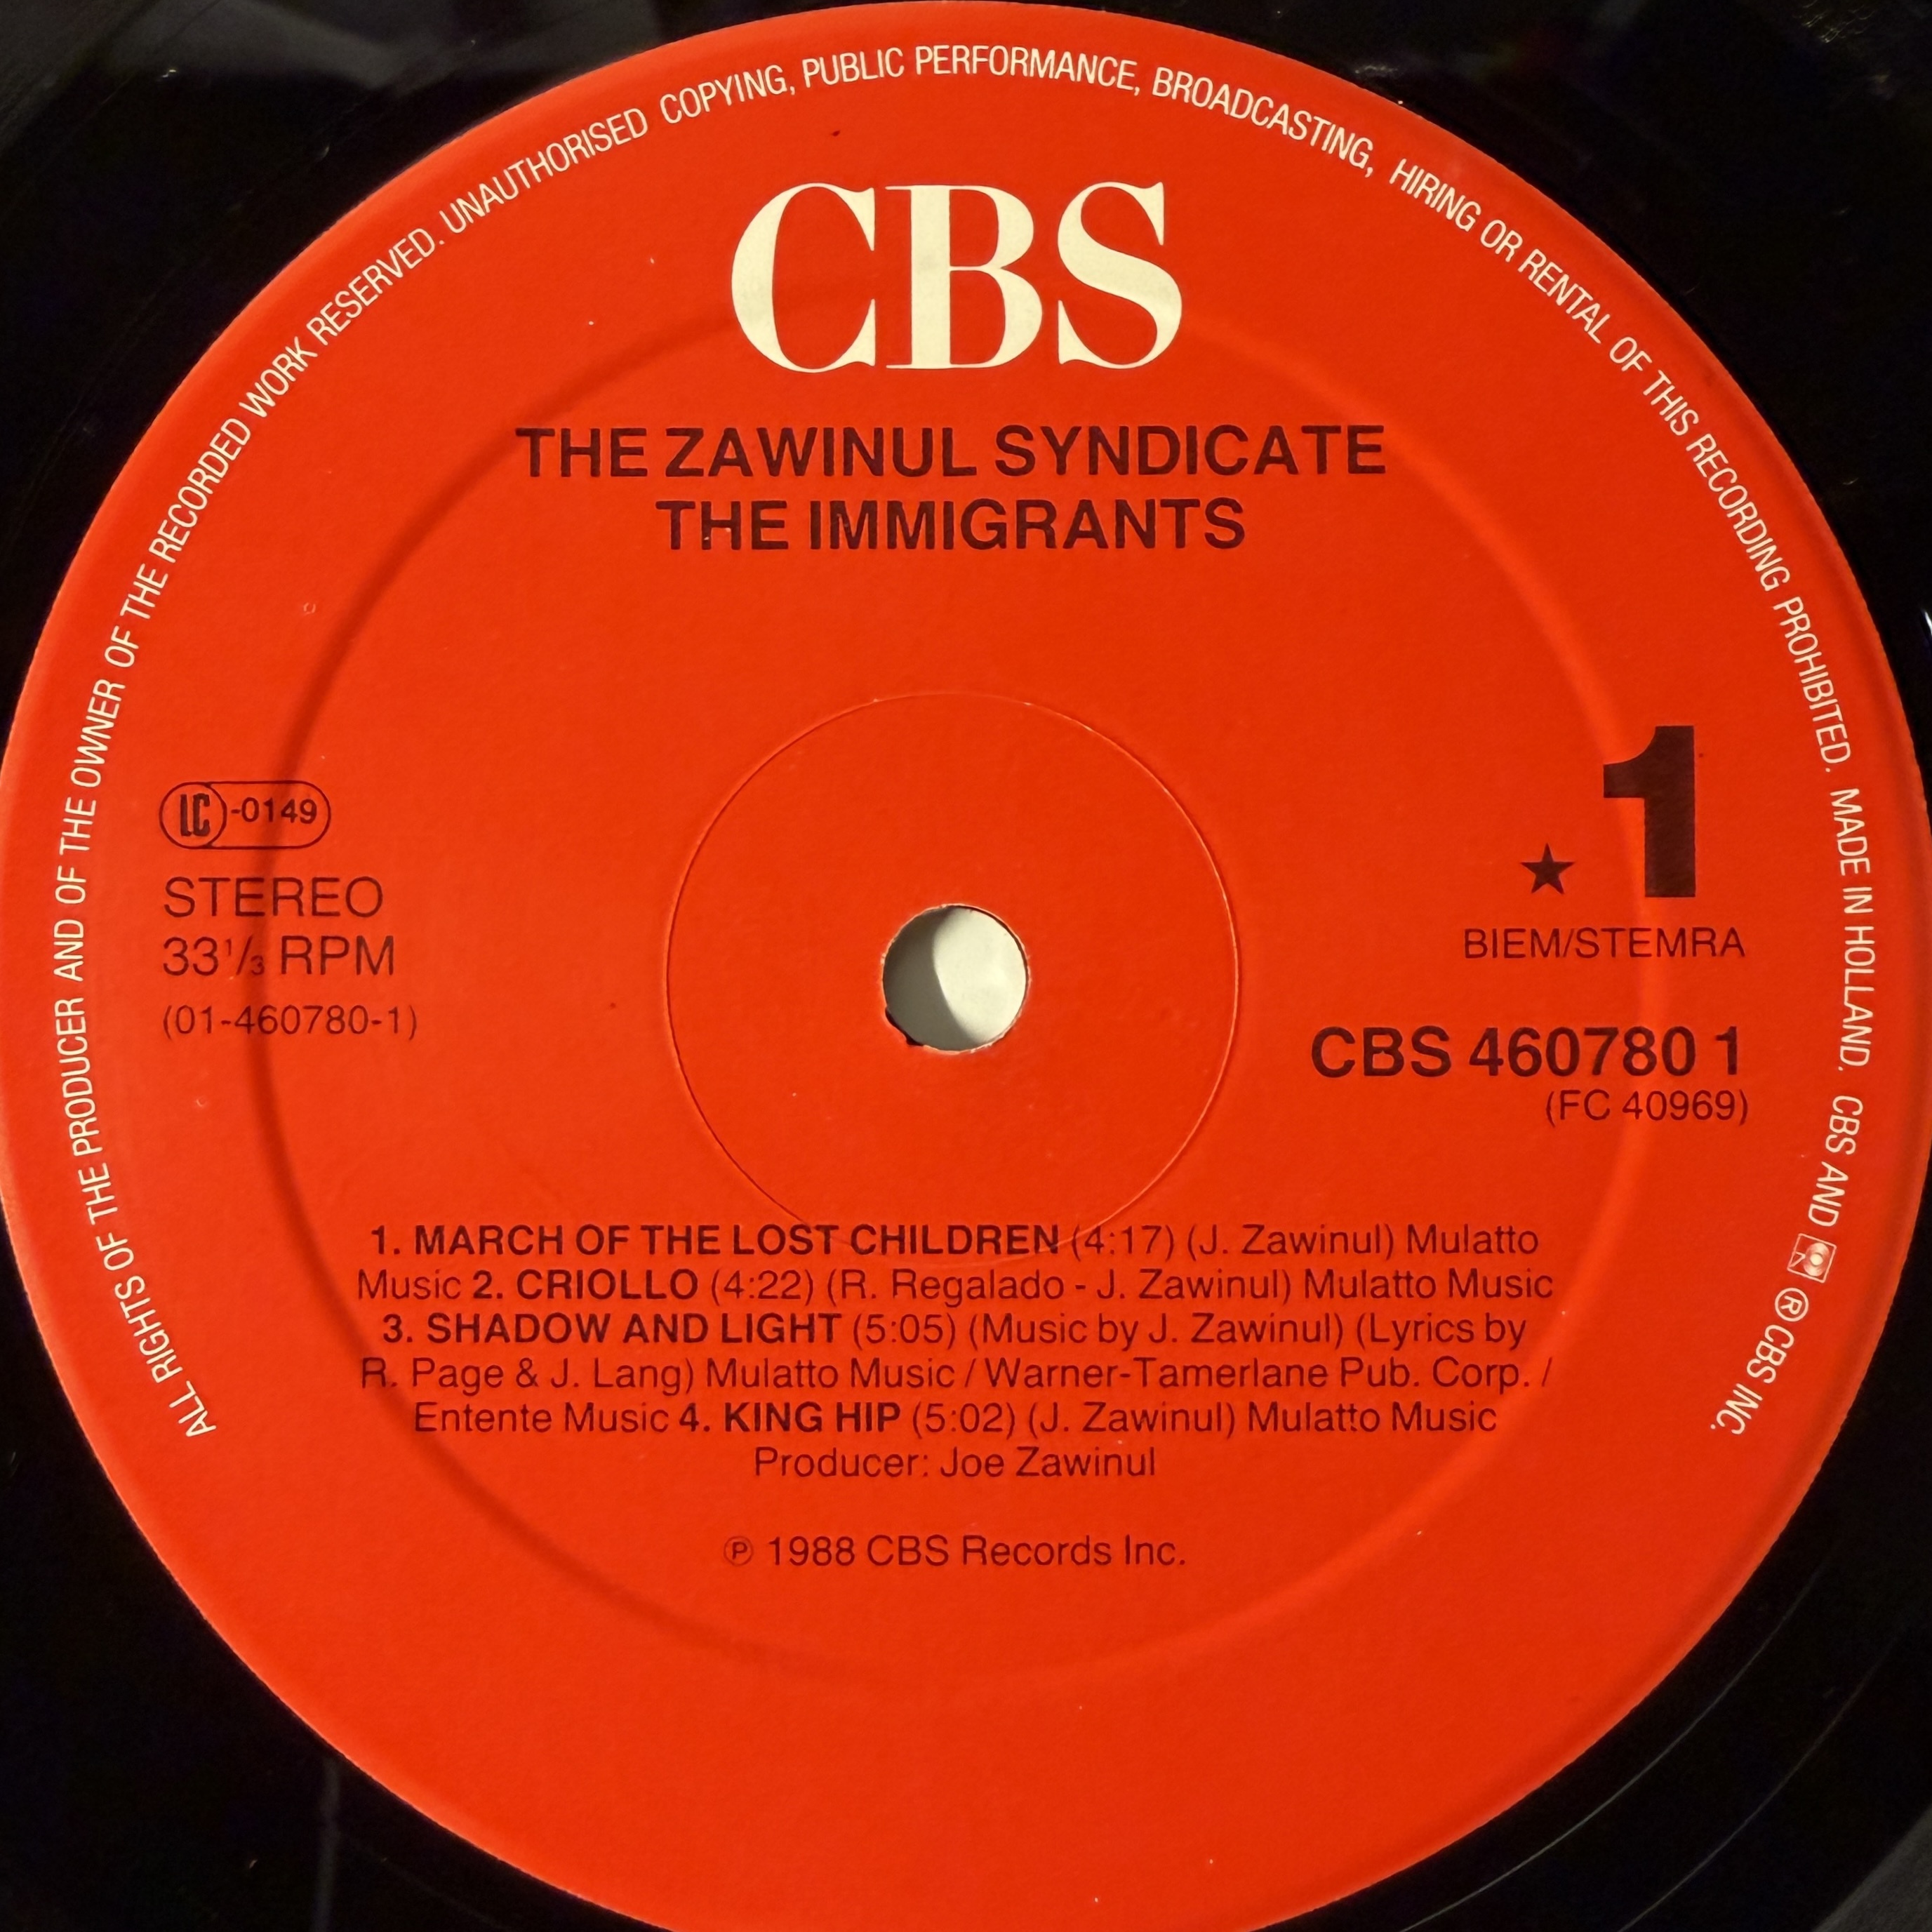 ALL RIGHTS OF THE PRODUCER AND OF THE OWNER OF THE RECORDED WORK RESERVED. UNAUTHORISED COPYING, PUBLIC PERFORMANCE, BROADCASTING, HIRING OR RENTAL OF THIS RECORDING PROHIBITED. MADE IN HOLLAND. CBS AND ® CBS INC.
CBS
THE ZAWINUL SYNDICATE
THE IMMIGRANTS
LC-0149
STEREO
33 1/3 RPM
(01-460780-1)
★ 1
BIEM/STEMRA
CBS 460780 1
(FC 40969)
1. MARCH OF THE LOST CHILDREN (4:17) (J. Zawinul) Mulatto
Music 2. CRIOLLO (4:22) (R. Regalado - J. Zawinul) Mulatto Music
3. SHADOW AND LIGHT (5:05) (Music by J. Zawinul) (Lyrics by
R. Page & J. Lang) Mulatto Music / Warner-Tamerlane Pub. Corp. /
Entente Music 4. KING HIP (5:02) (J. Zawinul) Mulatto Music
Producer: Joe Zawinul
℗ 1988 CBS Records Inc.